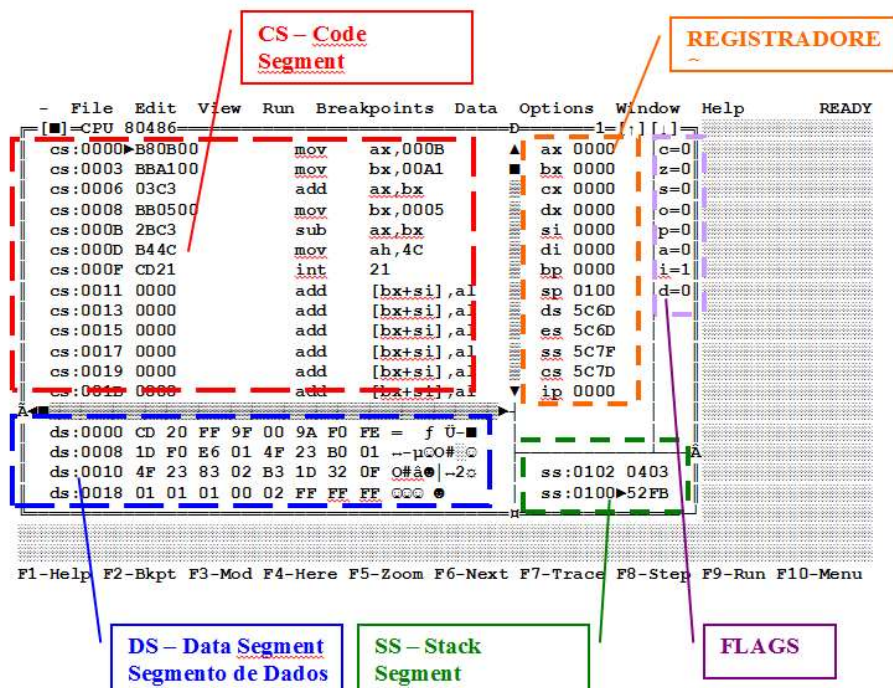 CS – Code
Segment
REGISTRADORE
- File Edit View Run Breakpoints Data Options Window Help READY
[■]=CPU 80486 1=[↑][↓]
cs:0000►B80B00 mov ax,000B ▲ ax 0000 c=0
cs:0003 BBA100 mov bx,00A1 ■ bx 0000 z=0
cs:0006 03C3 add ax,bx cx 0000 s=0
cs:0008 BB0500 mov bx,0005 dx 0000 o=0
cs:000B 2BC3 sub ax,bx si 0000 p=0
cs:000D B44C mov ah,4C di 0000 a=0
cs:000F CD21 int 21 bp 0000 i=1
cs:0011 0000 add [bx+si],al sp 0100 d=0
cs:0013 0000 add [bx+si],al ds 5C6D
cs:0015 0000 add [bx+si],al es 5C6D
cs:0017 0000 add [bx+si],al ss 5C7F
cs:0019 0000 add [bx+si],al cs 5C7D
cs:001B 0000 add [bx+si],al ▼ ip 0000
ds:0000 CD 20 FF 9F 00 9A F0 FE = ƒ Ü-■
ds:0008 1D F0 E6 01 4F 23 B0 01 ↔-µ☺O#░☺
ds:0010 4F 23 83 02 B3 1D 32 0F O#â☻│↔2☼ ss:0102 0403
ds:0018 01 01 01 00 02 FF FF FF ☺☺☺ ☻ ss:0100►52FB
F1-Help F2-Bkpt F3-Mod F4-Here F5-Zoom F6-Next F7-Trace F8-Step F9-Run F10-Menu
DS – Data Segment
Segmento de Dados
SS – Stack
Segment
FLAGS